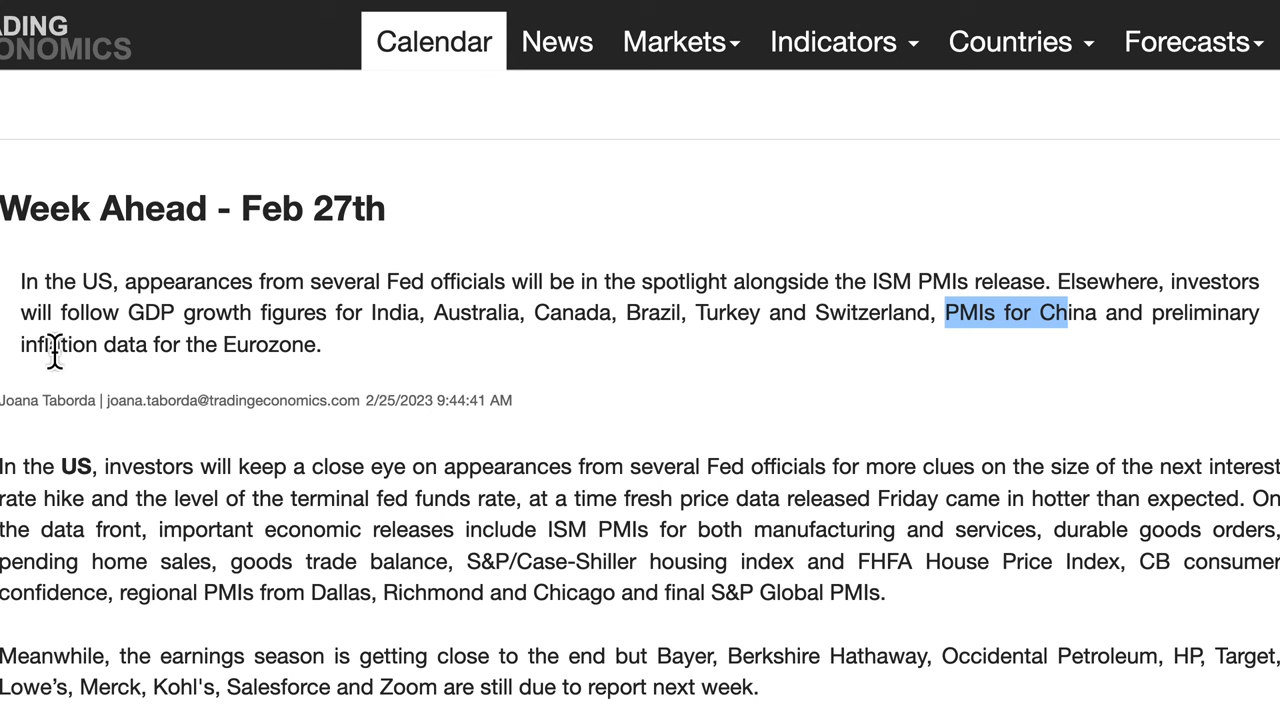 ADING
ONOMICS
Calendar News Markets Indicators Countries Forecasts
Week Ahead - Feb 27th
In the US, appearances from several Fed officials will be in the spotlight alongside the ISM PMIs release. Elsewhere, investors
will follow GDP growth figures for India, Australia, Canada, Brazil, Turkey and Switzerland, PMIs for China and preliminary
inflation data for the Eurozone.
Joana Taborda | joana.taborda@tradingeconomics.com 2/25/2023 9:44:41 AM
In the US, investors will keep a close eye on appearances from several Fed officials for more clues on the size of the next interest
rate hike and the level of the terminal fed funds rate, at a time fresh price data released Friday came in hotter than expected. On
the data front, important economic releases include ISM PMIs for both manufacturing and services, durable goods orders,
pending home sales, goods trade balance, S&P/Case-Shiller housing index and FHFA House Price Index, CB consumer
confidence, regional PMIs from Dallas, Richmond and Chicago and final S&P Global PMIs.
Meanwhile, the earnings season is getting close to the end but Bayer, Berkshire Hathaway, Occidental Petroleum, HP, Target,
Lowe’s, Merck, Kohl's, Salesforce and Zoom are still due to report next week.